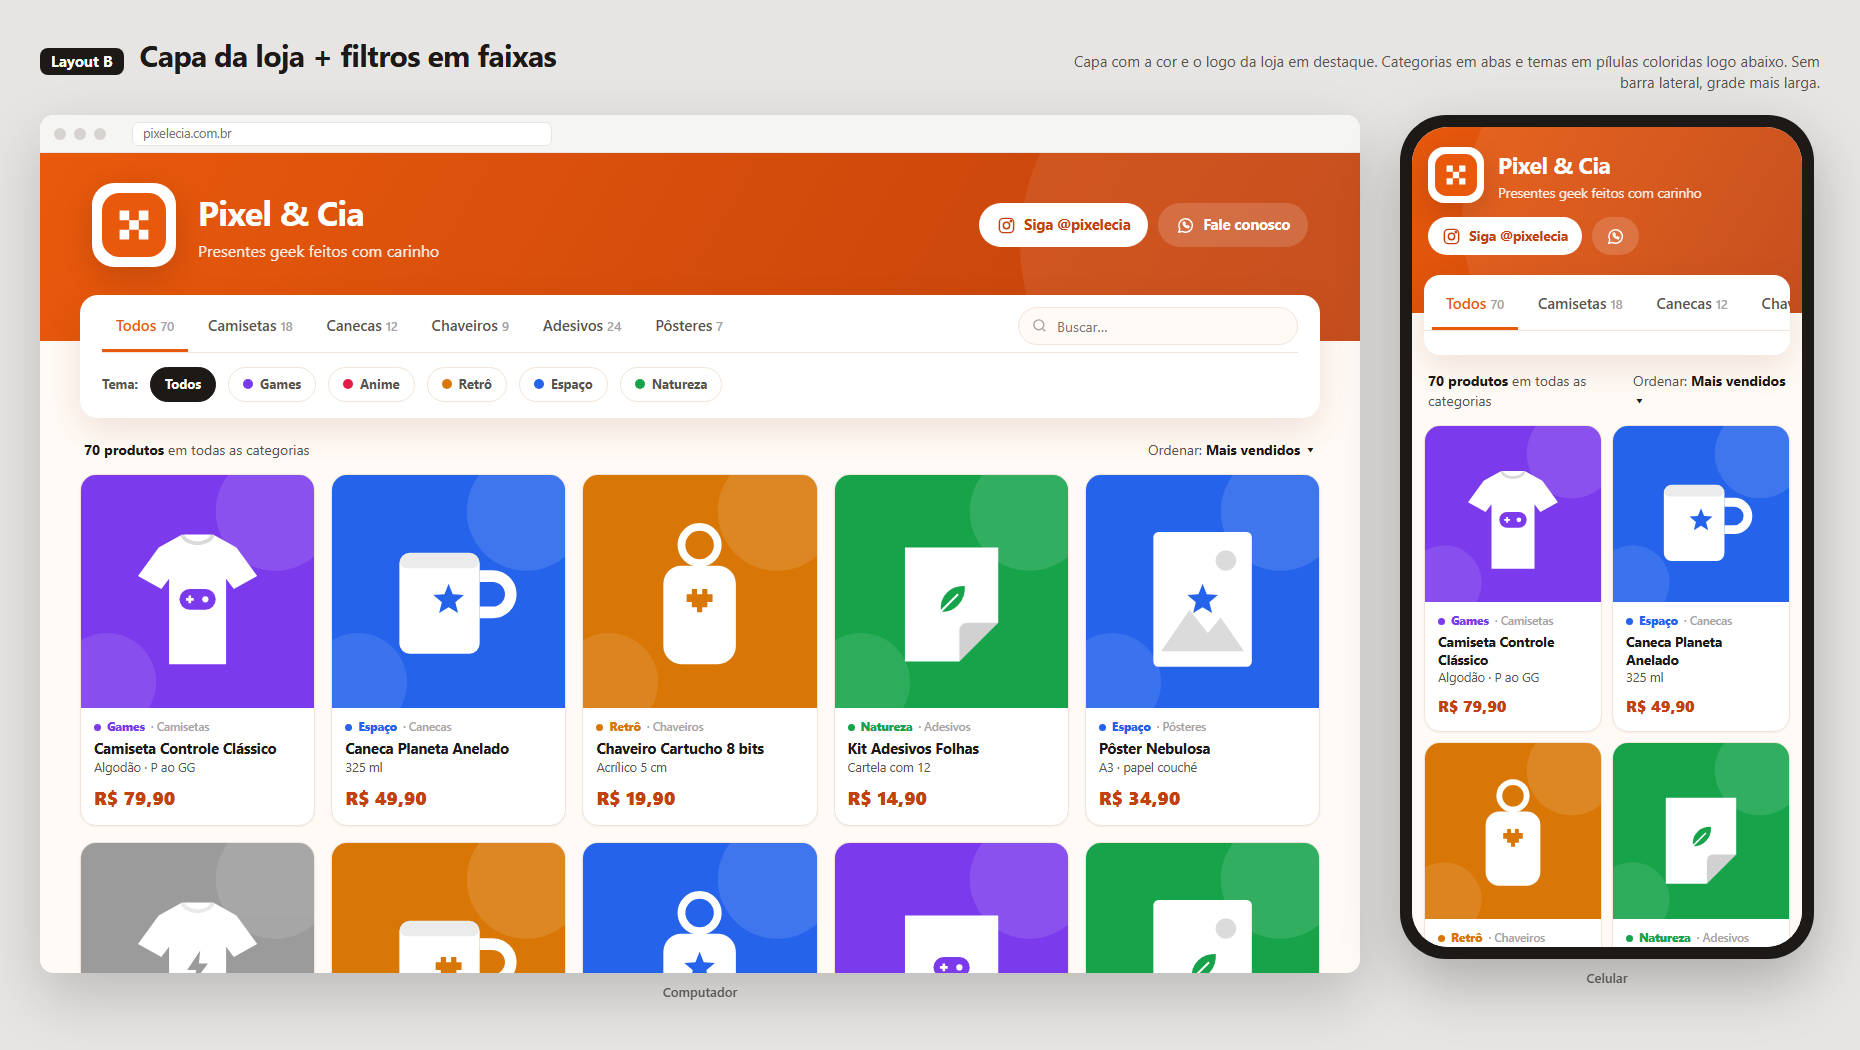 Layout B
Capa da loja + filtros em faixas
Capa com a cor e o logo da loja em destaque. Categorias em abas e temas em pílulas coloridas logo abaixo. Sem
barra lateral, grade mais larga.
pixelecia.com.br
Pixel & Cia
Presentes geek feitos com carinho
Siga @pixelecia
Fale conosco
Todos 70
Camisetas 18
Canecas 12
Chaveiros 9
Adesivos 24
Pôsteres 7
Buscar...
Tema:
Todos
Games
Anime
Retrô
Espaço
Natureza
70 produtos em todas as categorias
Ordenar: Mais vendidos
Games · Camisetas
Camiseta Controle Clássico
Algodão · P ao GG
R$ 79,90
Espaço · Canecas
Caneca Planeta Anelado
325 ml
R$ 49,90
Retrô · Chaveiros
Chaveiro Cartucho 8 bits
Acrílico 5 cm
R$ 19,90
Natureza · Adesivos
Kit Adesivos Folhas
Cartela com 12
R$ 14,90
Espaço · Pôsteres
Pôster Nebulosa
A3 · papel couché
R$ 34,90
Computador
Pixel & Cia
Presentes geek feitos com carinho
Siga @pixelecia
Todos 70
Camisetas 18
Canecas 12
Chav
70 produtos em todas as
categorias
Ordenar: Mais vendidos
Games · Camisetas
Camiseta Controle
Clássico
Algodão · P ao GG
R$ 79,90
Espaço · Canecas
Caneca Planeta
Anelado
325 ml
R$ 49,90
Retrô · Chaveiros
Natureza · Adesivos
Celular